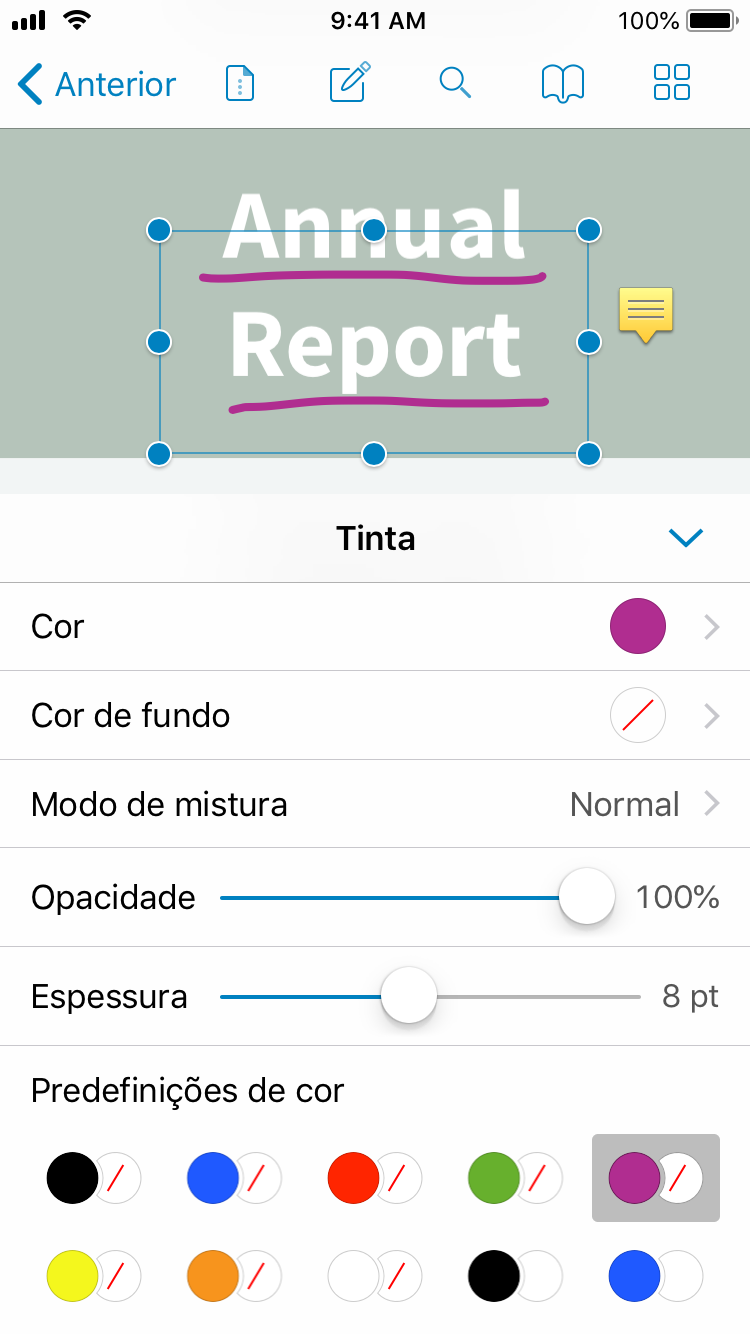 9:41 AM 100%
Anterior
Annual
Report
Tinta
Cor
Cor de fundo
Modo de mistura Normal
Opacidade 100%
Espessura 8 pt
Predefinições de cor